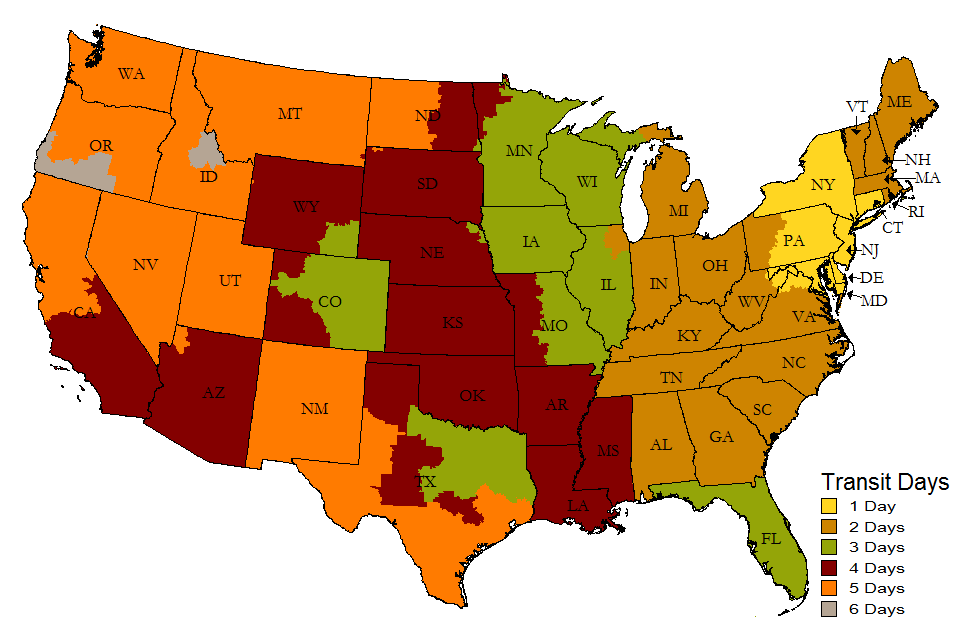 WA
MT
ND
MN
ME
VT
OR
ID
SD
WI
NH
MA
WY
MI
NY
RI
CT
NV
UT
NE
IA
PA
NJ
CA
CO
KS
MO
IL
IN
OH
WV
DE
MD
VA
KY
AZ
NM
OK
AR
TN
NC
SC
TX
LA
MS
AL
GA
FL
Transit Days
1 Day
2 Days
3 Days
4 Days
5 Days
6 Days